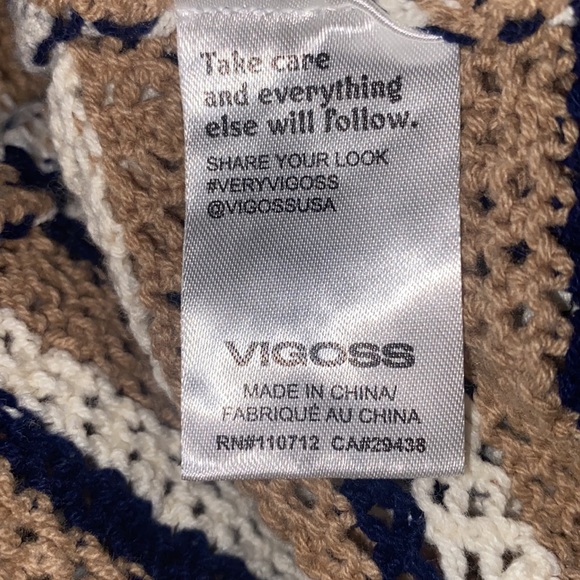 Take care
and everything
else will follow.
SHARE YOUR LOOK
#VERYVIGOSS
@VIGOSSUSA
VIGOSS
MADE IN CHINA/
FABRIQUÉ AU CHINA
RN#110712 CA#29438